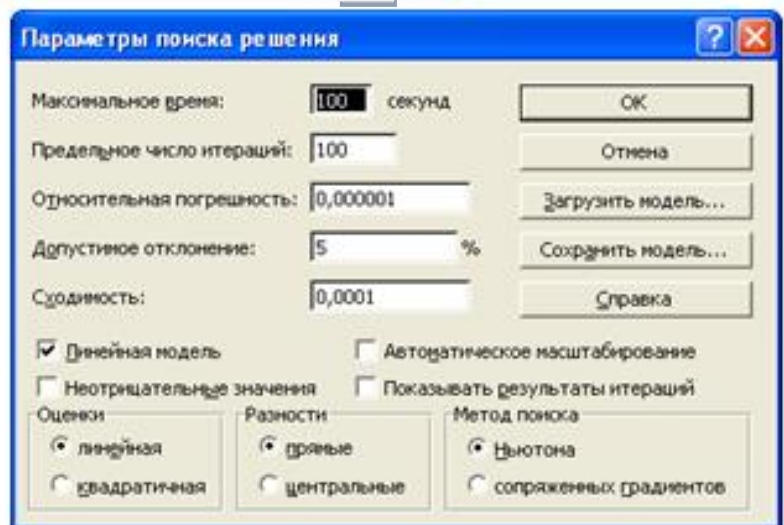 Параметры поиска решения
Максимальное время: 100 секунд OK
Предельное число итераций: 100 Отмена
Относительная погрешность: 0,000001 Загрузить модель...
Допустимое отклонение: 5 % Сохранить модель...
Сходимость: 0,0001 Справка
Линейная модель Автоматическое масштабирование
Неотрицательные значения Показывать результаты итераций
Оценки Разности Метод поиска
линейная прямые Ньютона
квадратичная центральные сопряженных градиентов